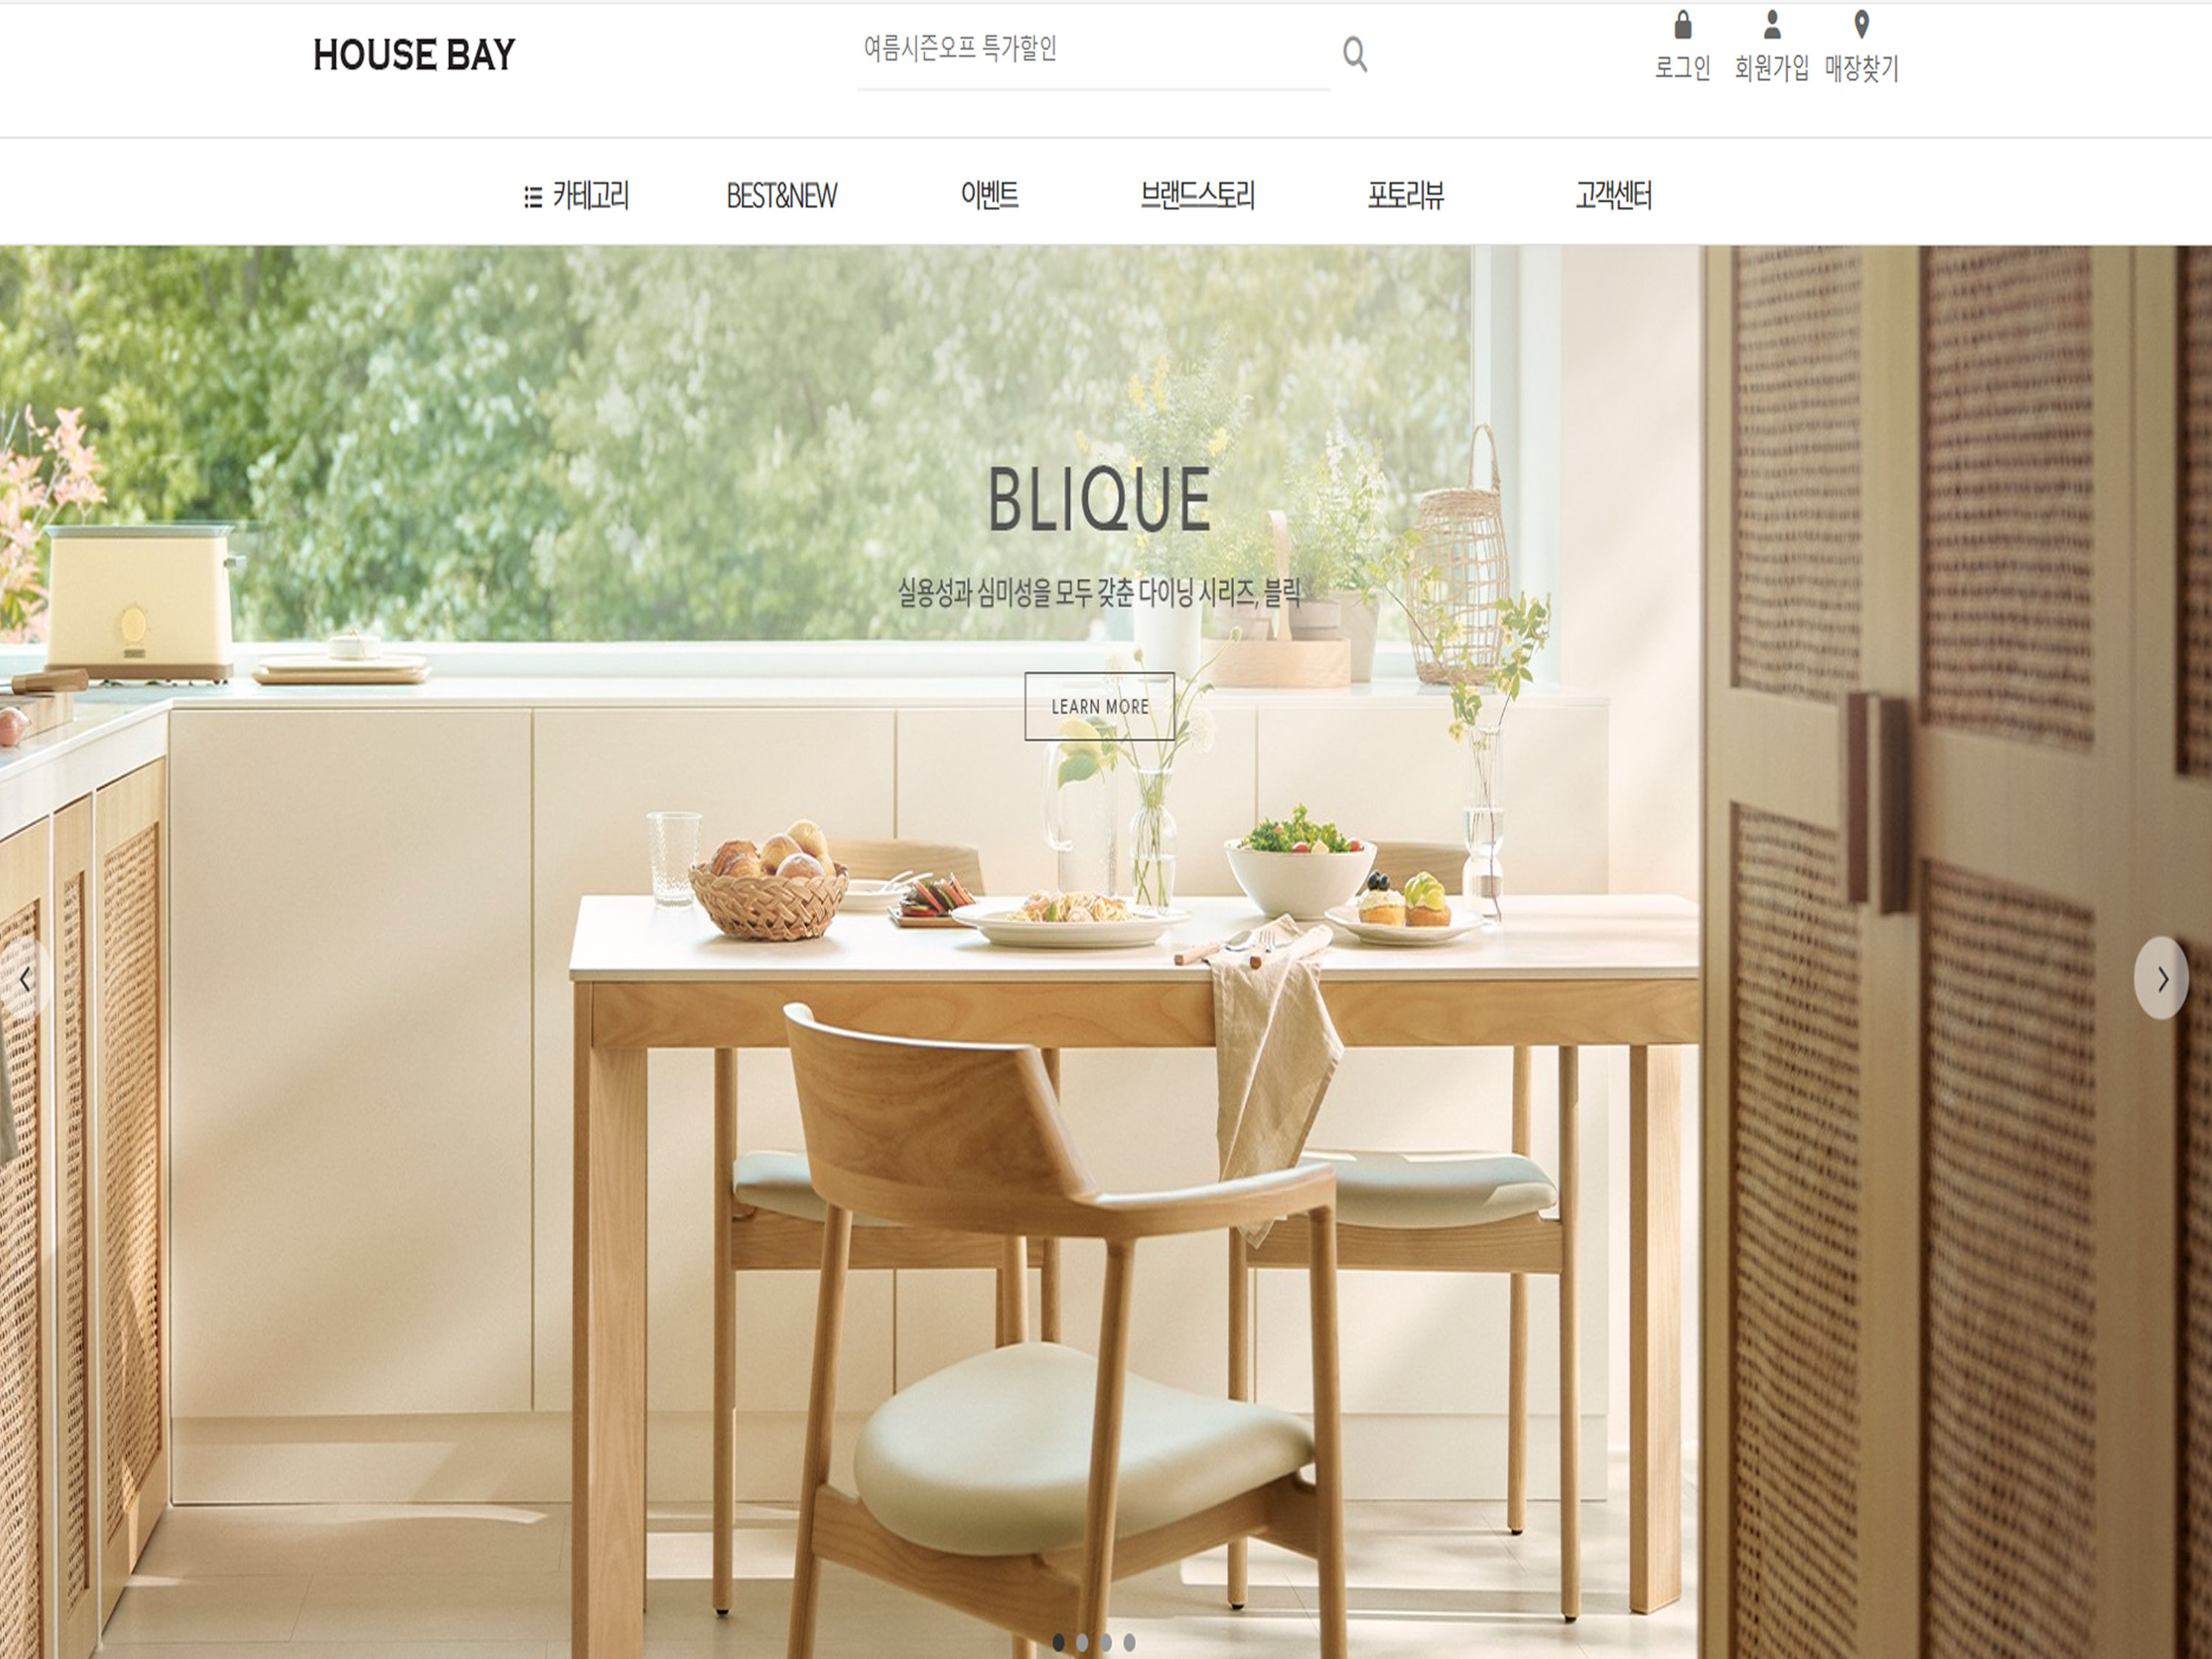 HOUSE BAY
여름시즌오프 특가할인
로그인 회원가입 매장찾기
카테고리 BEST&NEW 이벤트 브랜드스토리 포토리뷰 고객센터
BLIQUE
실용성과 심미성을 모두 갖춘 다이닝 시리즈, 블릭
LEARN MORE